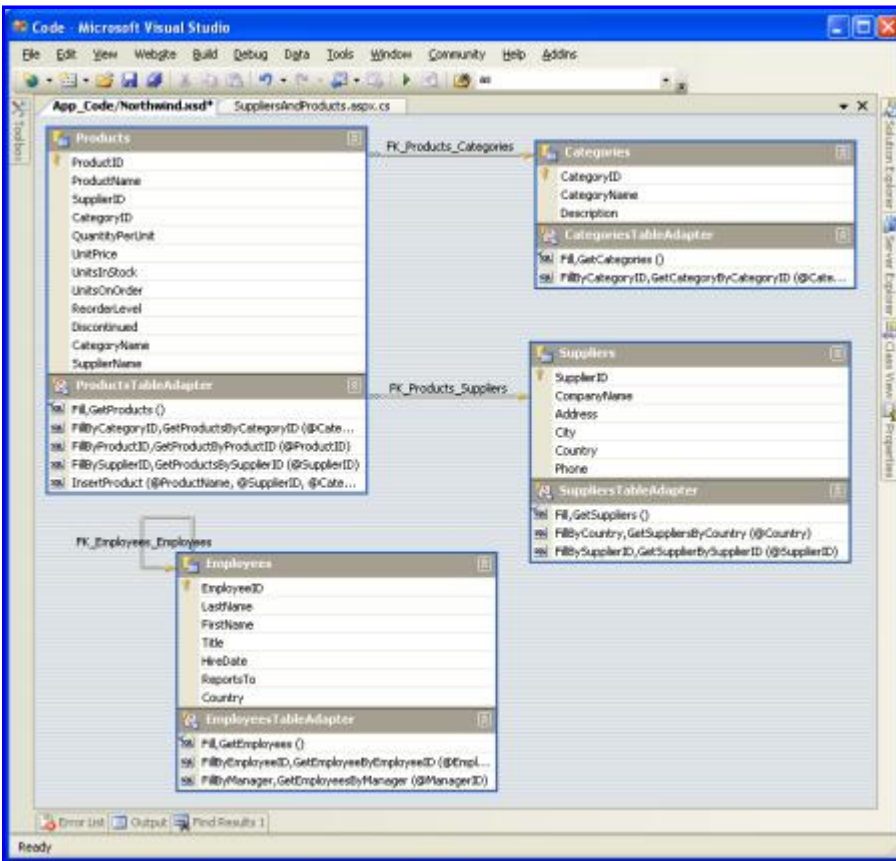 Code - Microsoft Visual Studio
File Edit View Website Build Debug Data Tools Window Community Help Addins
App_Code/Northwind.xsd* SuppliersAndProducts.aspx.cs
Toolbox
Solution Explorer
Server Explorer
Class View
Properties
Products
ProductID
ProductName
SupplierID
CategoryID
QuantityPerUnit
UnitPrice
UnitsInStock
UnitsOnOrder
ReorderLevel
Discontinued
CategoryName
SupplierName
ProductsTableAdapter
Fill,GetProducts ()
FillByCategoryID,GetProductsByCategoryID (@Cate...
FillByProductID,GetProductByProductID (@ProductID)
FillBySupplierID,GetProductsBySupplierID (@SupplierID)
InsertProduct (@ProductName, @SupplierID, @Cate...
FK_Products_Categories
Categories
CategoryID
CategoryName
Description
CategoriesTableAdapter
Fill,GetCategories ()
FillByCategoryID,GetCategoryByCategoryID (@Cate...
FK_Products_Suppliers
Suppliers
SupplierID
CompanyName
Address
City
Country
Phone
SuppliersTableAdapter
Fill,GetSuppliers ()
FillByCountry,GetSuppliersByCountry (@Country)
FillBySupplierID,GetSupplierBySupplierID (@SupplierID)
FK_Employees_Employees
Employees
EmployeeID
LastName
FirstName
Title
HireDate
ReportsTo
Country
EmployeesTableAdapter
Fill,GetEmployees ()
FillByEmployeeID,GetEmployeeByEmployeeID (@Empl...
FillByManager,GetEmployeesByManager (@ManagerID)
Error List Output Find Results 1
Ready